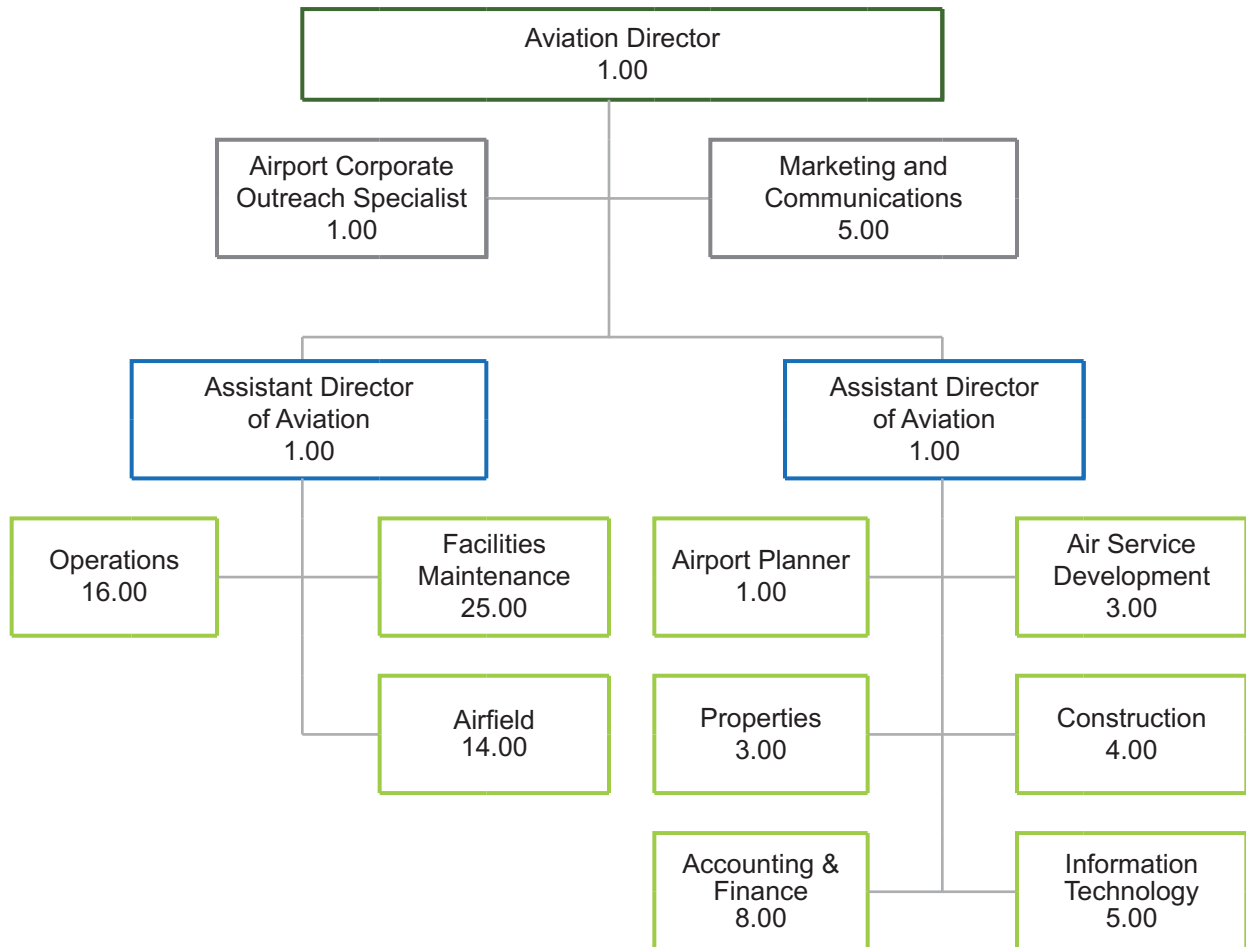 Aviation Director
1.00
Airport Corporate
Outreach Specialist
1.00
Marketing and
Communications
5.00
Assistant Director
of Aviation
1.00
Assistant Director
of Aviation
1.00
Operations
16.00
Facilities
Maintenance
25.00
Airport Planner
1.00
Air Service
Development
3.00
Airfield
14.00
Properties
3.00
Construction
4.00
Accounting &
Finance
8.00
Information
Technology
5.00